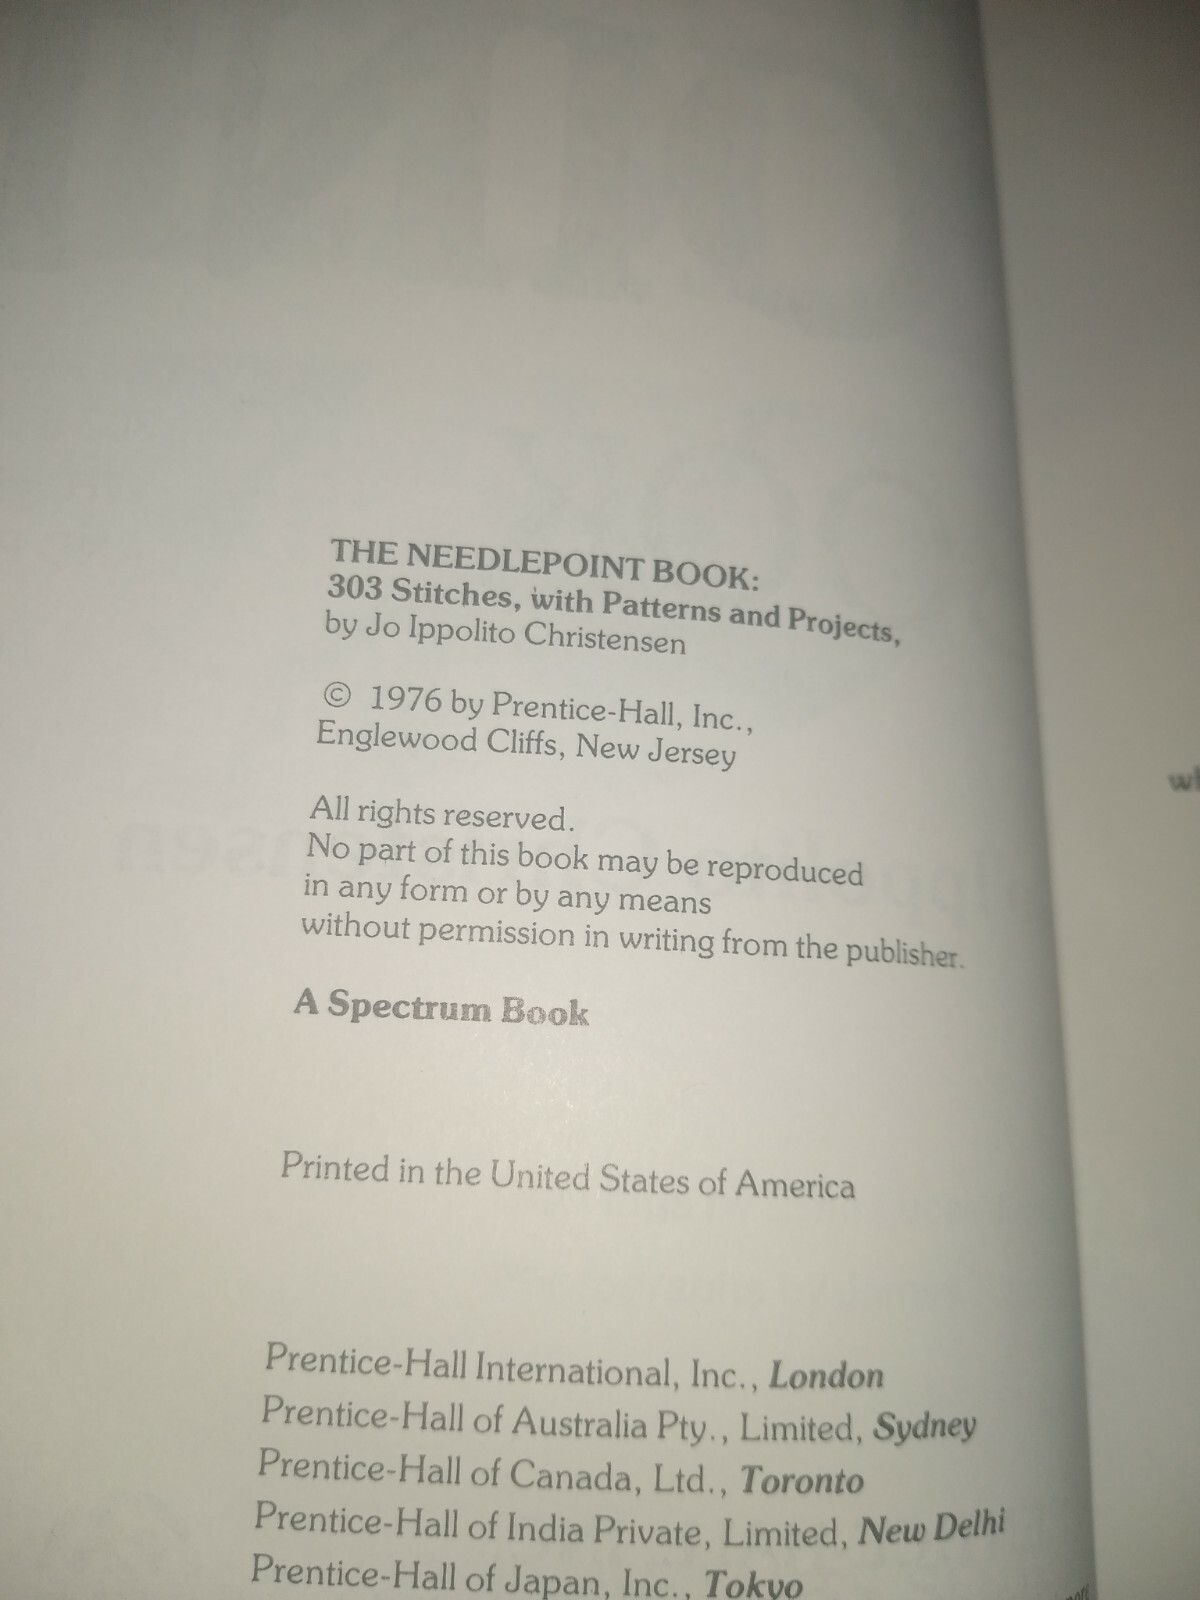 THE NEEDLEPOINT BOOK:
303 Stitches, with Patterns and Projects,
by Jo Ippolito Christensen
© 1976 by Prentice-Hall, Inc.,
Englewood Cliffs, New Jersey
All rights reserved.
No part of this book may be reproduced
in any form or by any means
without permission in writing from the publisher.
A Spectrum Book
Printed in the United States of America
Prentice-Hall International, Inc., London
Prentice-Hall of Australia Pty., Limited, Sydney
Prentice-Hall of Canada, Ltd., Toronto
Prentice-Hall of India Private, Limited, New Delhi
Prentice-Hall of Japan, Inc., Tokyo